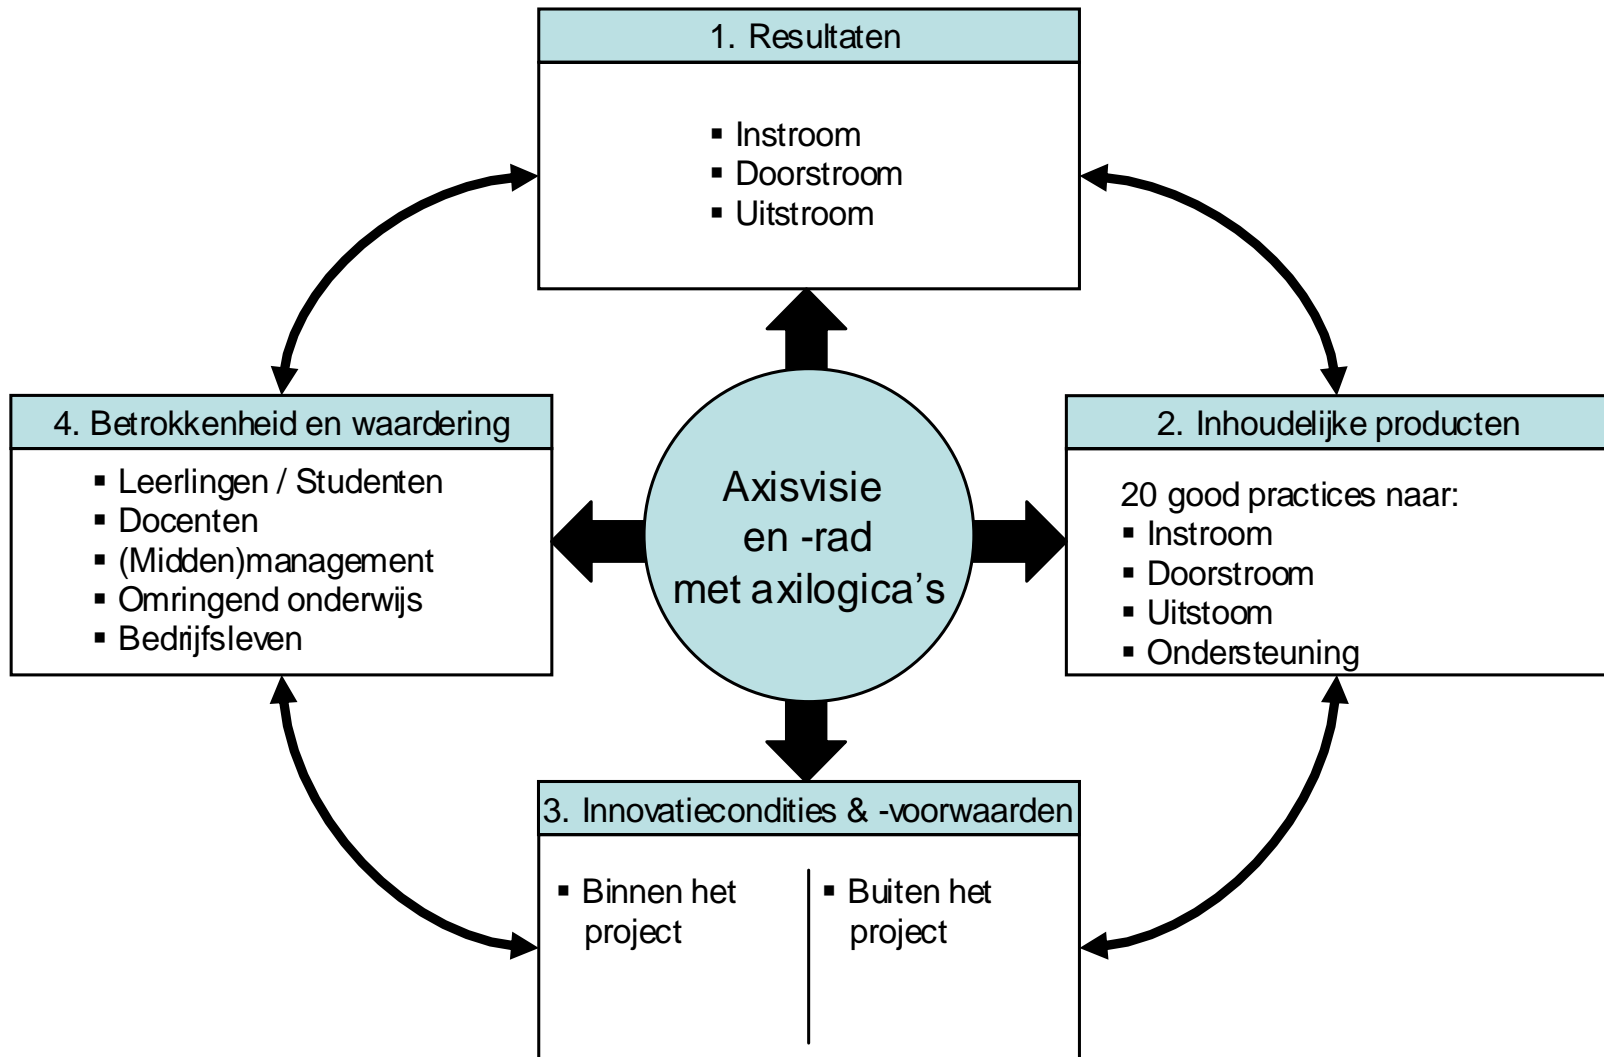 1. Resultaten
▪ Instroom
▪ Doorstroom
▪ Uitstroom
4. Betrokkenheid en waardering
▪ Leerlingen / Studenten
▪ Docenten
▪ (Midden)management
▪ Omringend onderwijs
▪ Bedrijfsleven
Axisvisie
en -rad
met axilogica’s
2. Inhoudelijke producten
20 good practices naar:
▪ Instroom
▪ Doorstroom
▪ Uitstoom
▪ Ondersteuning
3. Innovatiecondities & -voorwaarden
▪ Binnen het
project
▪ Buiten het
project